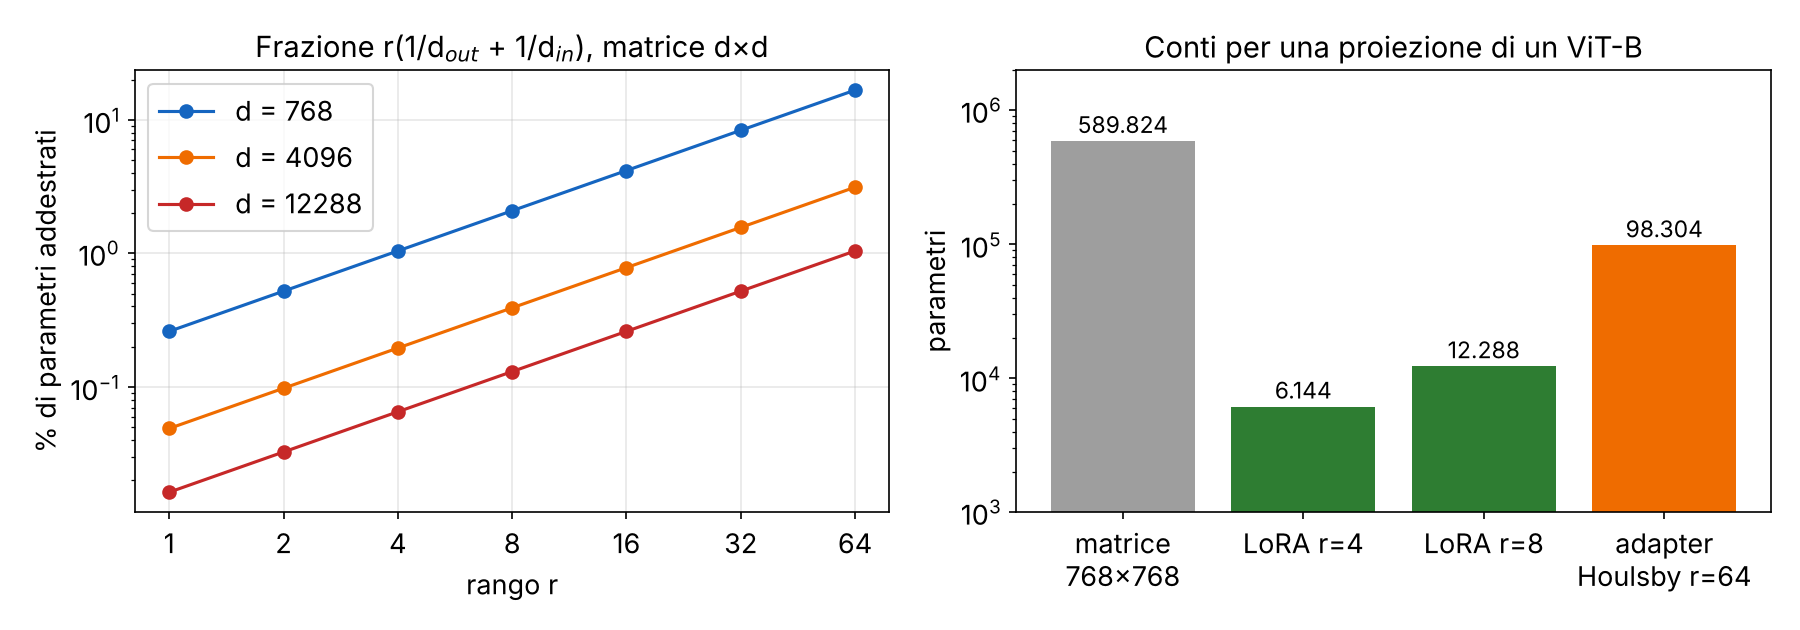 Frazione r(1/d_out + 1/d_in), matrice d×d
% di parametri addestrati
10^1
10^0
10^-1
d = 768
d = 4096
d = 12288
1 2 4 8 16 32 64
rango r
Conti per una proiezione di un ViT-B
parametri
10^6
10^5
10^4
10^3
589.824
6.144
12.288
98.304
matrice
768×768
LoRA r=4
LoRA r=8
adapter
Houlsby r=64